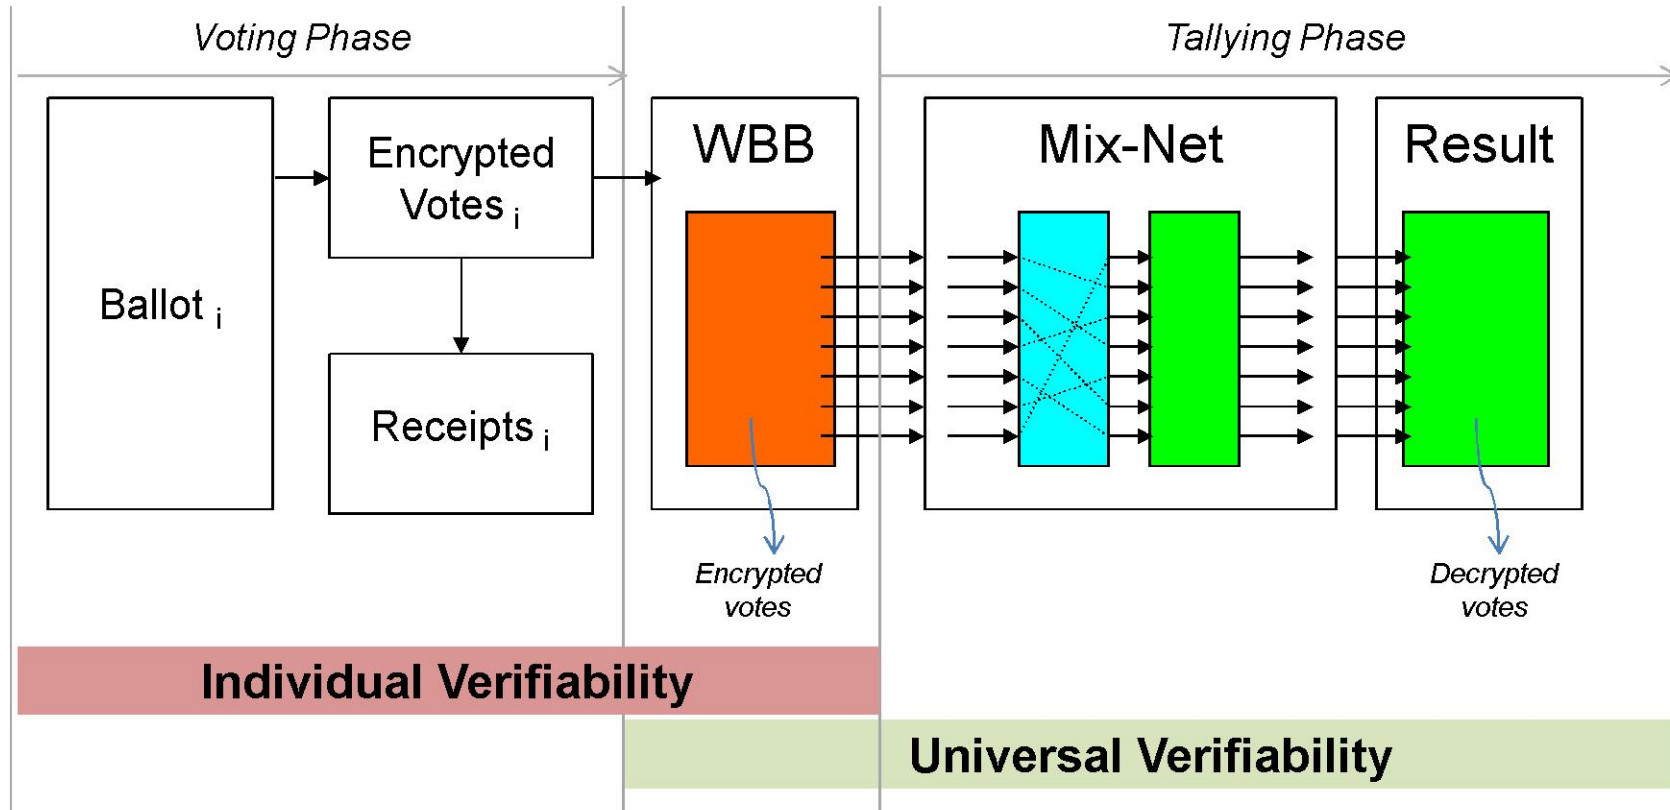 Voting Phase
Tallying Phase
Ballot i
Encrypted
Votes i
Receipts i
WBB
Mix-Net
Result
Encrypted
votes
Decrypted
votes
Individual Verifiability
Universal Verifiability